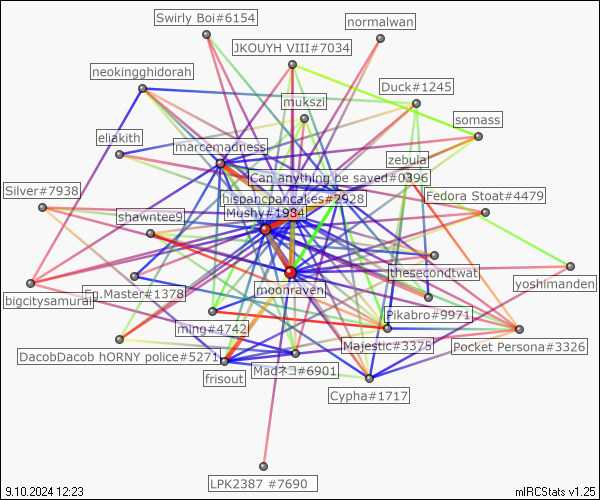 Swirly Boi#6154
normalwan
JKOUYH VIII#7034
neokingghidorah
Duck#1245
mukszi
somass
eliakith
marcemadness
zebula
Can anything be saved#0396
Silver#7938
hispancpancakes#2928
Fedora Stoat#4479
shawntee9
Mushy#1984
thesecondtwat
yoshimanden
bigcitysamurai
Eg.Master#1378
moonraven
Pikabro#9971
ming#4742
Majestic#3375
Pocket Persona#3326
DacobDacob hORNY police#5271
frisout
Madネコ#6901
Cypha#1717
LPK2387 #7690
9.10.2024 12:23
mIRCStats v1.25